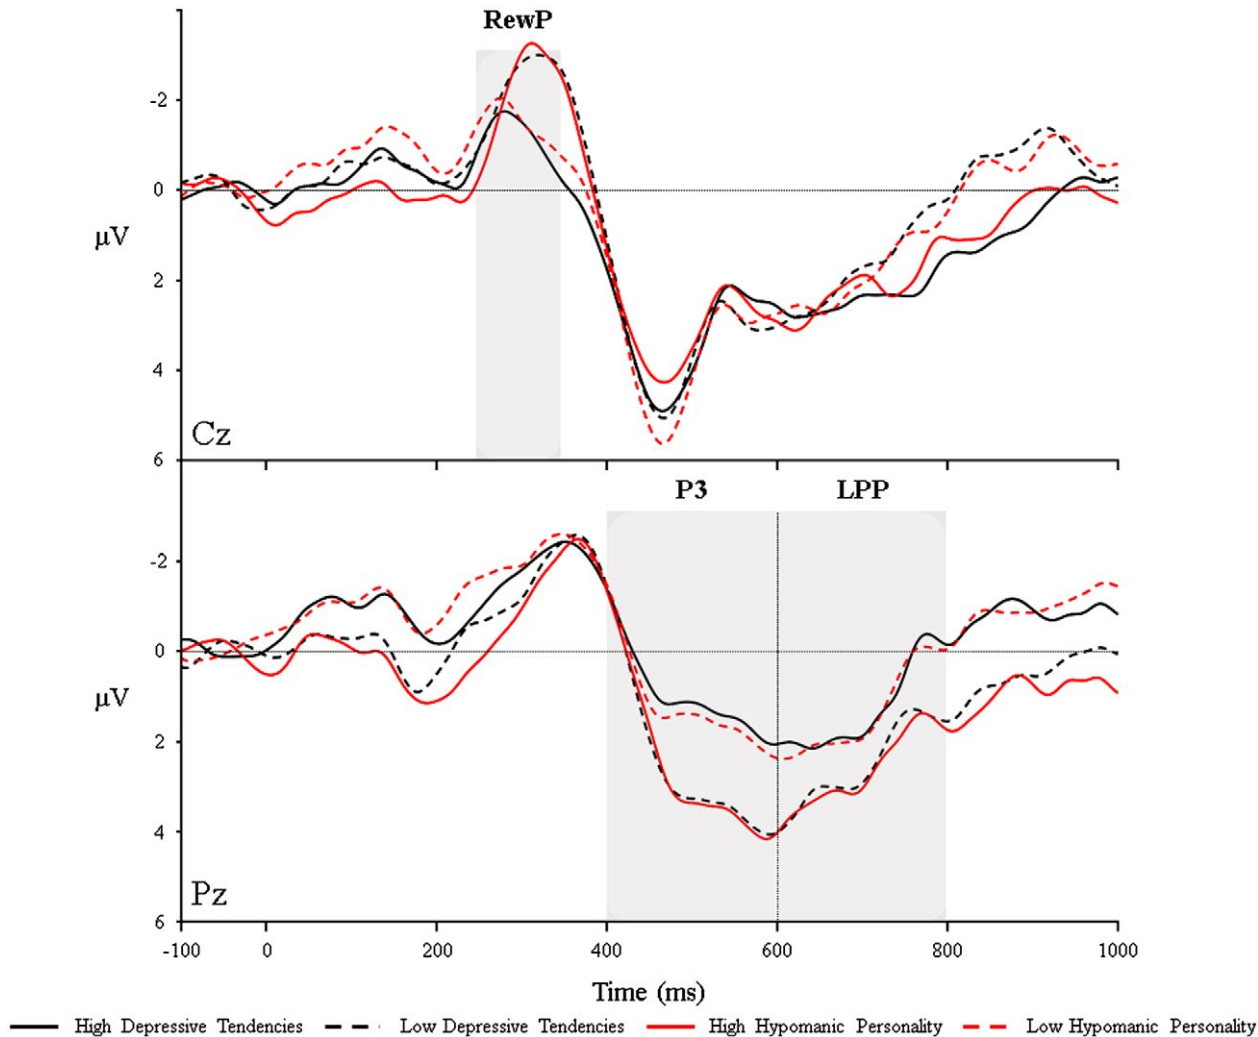 RewP
-2
0
μV
2
4
Cz
6
P3 LPP
-2
0
μV
2
4
Pz
6
-100 0 200 400 600 800 1000
Time (ms)
High Depressive Tendencies Low Depressive Tendencies High Hypomanic Personality Low Hypomanic Personality